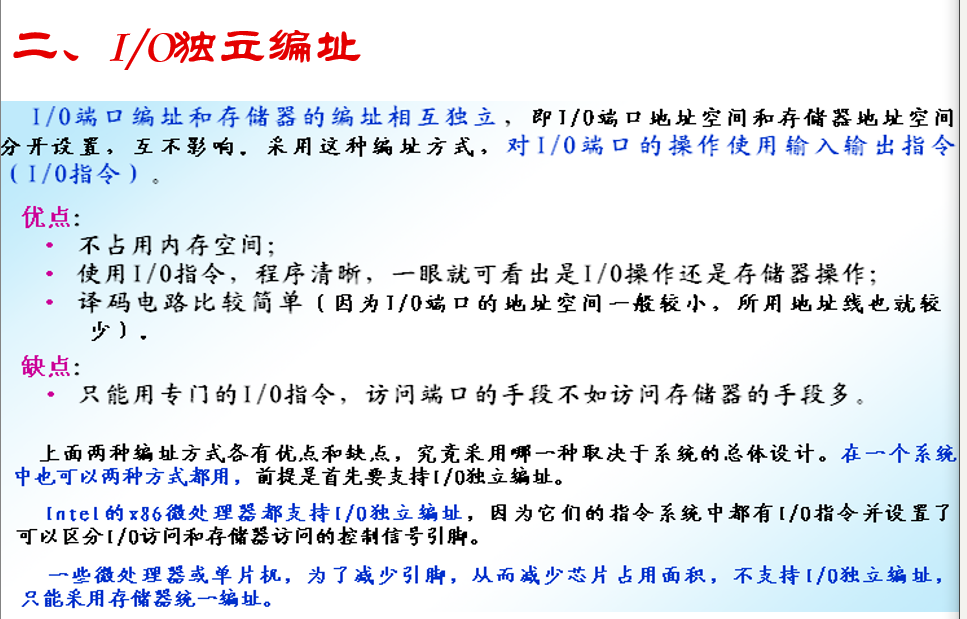 二、I/O独立编址
I/O端口编址和存储器的编址相互独立，即I/O端口地址空间和存储器地址空间
分开设置，互不影响。采用这种编址方式，对I/O端口的操作使用输入输出指令
（I/O指令）。
优点：
• 不占用内存空间；
• 使用I/O指令，程序清晰，一眼就可看出是I/O操作还是存储器操作；
• 译码电路比较简单（因为I/O端口的地址空间一般较小，所用地址线也就较
少）．
缺点：
• 只能用专门的I/O指令，访问端口的手段不如访问存储器的手段多。
上面两种编址方式各有优点和缺点，究竟采用哪一种取决于系统的总体设计。在一个系统
中也可以两种方式都用，前提是首先要支持I/O独立编址。
Intel的x86微处理器都支持I/O独立编址，因为它们的指令系统中都有I/O指令并设置了
可以区分I/O访问和存储器访问的控制信号引脚。
一些微处理器或单片机，为了减少引脚，从而减少芯片占用面积，不支持I/O独立编址，
只能采用存储器统一编址。